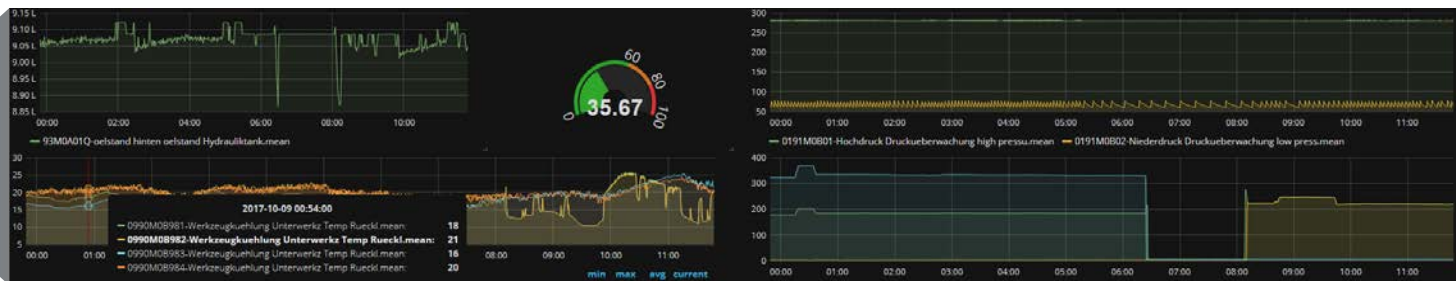 9.15 L
9.10 L
9.05 L
9.00 L
8.95 L
8.90 L
8.85 L
00:00 02:00 04:00 06:00 08:00 10:00
93M0A01Q-oelstand hinten oelstand Hydrauliktank.mean
0 60 80 100
35.67
300
250
200
150
100
50
00:00 01:00 02:00 03:00 04:00 05:00 06:00 07:00 08:00 09:00 10:00 11:00
0191M0B01-Hochdruck Druckueberwachung high pressu.mean 0191M0B02-Niederdruck Druckueberwachung low press.mean
30
25
20
15
10
5
00:00 01:00 08:00 09:00 10:00 11:00
2017-10-09 00:54:00
0990M0B981-Werkzeugkuehlung Unterwerkz Temp Rueckl.mean: 18
0990M0B982-Werkzeugkuehlung Unterwerkz Temp Rueckl.mean: 21
0990M0B983-Werkzeugkuehlung Unterwerkz Temp Rueckl.mean: 16
0990M0B984-Werkzeugkuehlung Unterwerkz Temp Rueckl.mean: 20
min max avg current
400
300
200
100
0
00:00 01:00 02:00 03:00 04:00 05:00 06:00 07:00 08:00 09:00 10:00 11:00